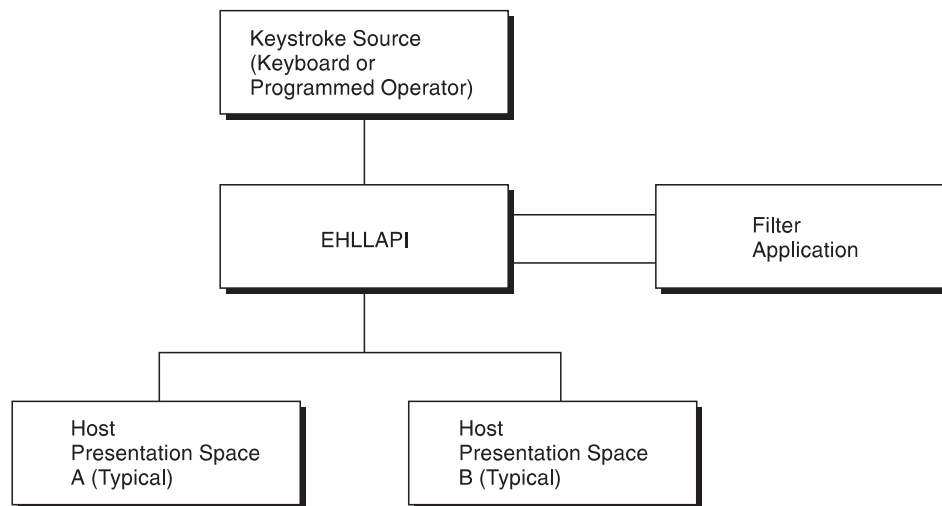 Keystroke Source
(Keyboard or
Programmed Operator)
EHLLAPI
Filter
Application
Host
Presentation Space
A (Typical)
Host
Presentation Space
B (Typical)